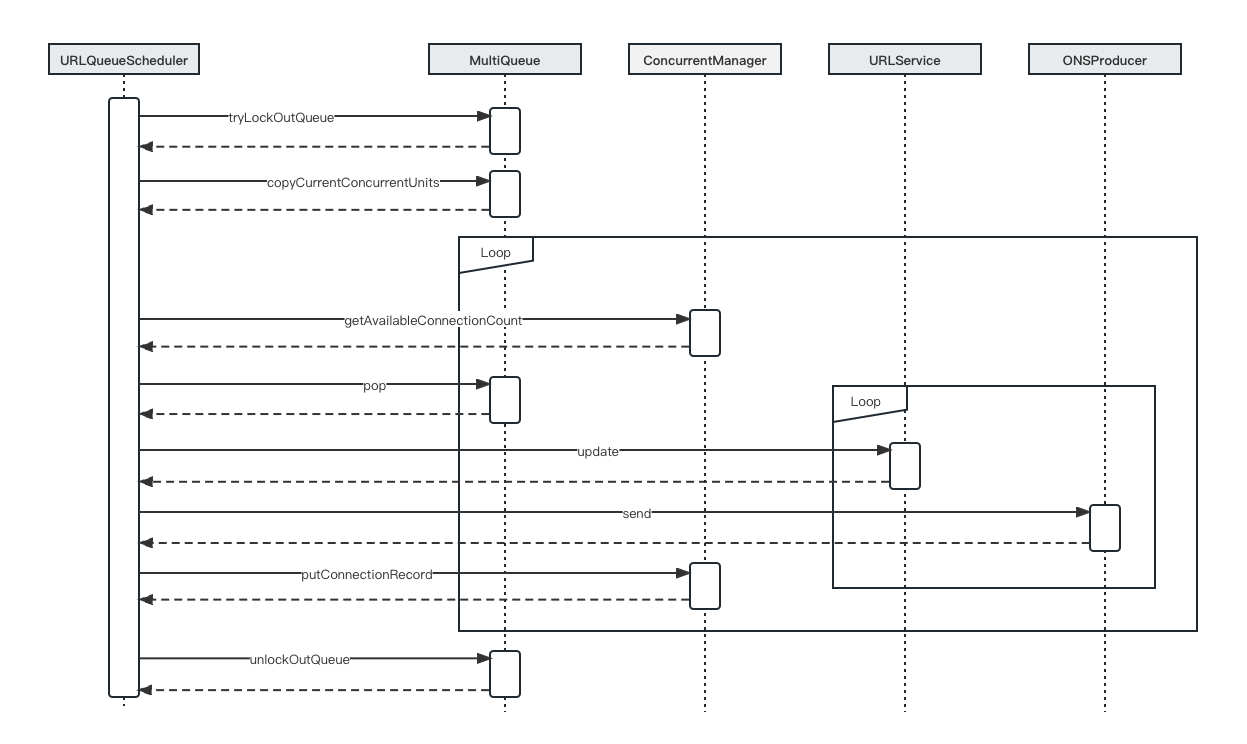 URLQueueScheduler
MultiQueue
ConcurrentManager
URLService
ONSProducer
tryLockOutQueue
copyCurrentConcurrentUnits
Loop
getAvailableConnectionCount
pop
Loop
update
send
putConnectionRecord
unlockOutQueue